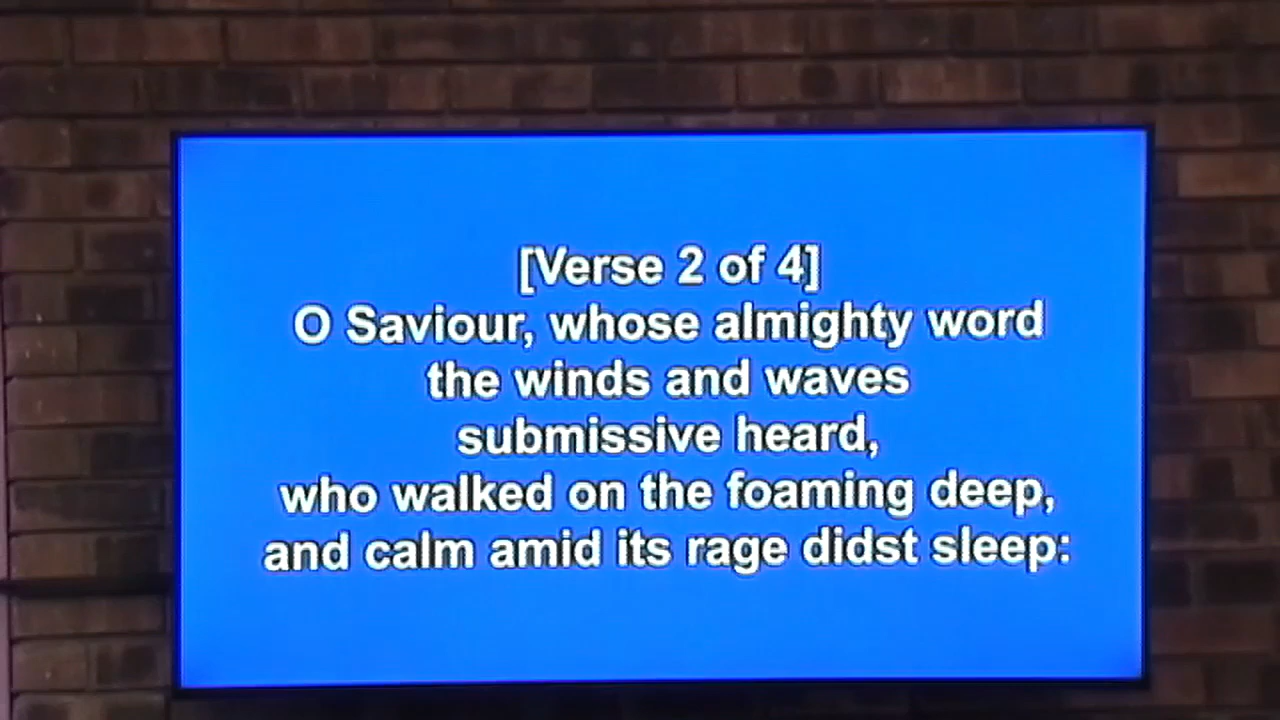 [Verse 2 of 4]
O Saviour, whose almighty word
the winds and waves
submissive heard,
who walked on the foaming deep,
and calm amid its rage didst sleep: